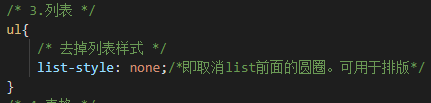 /* 3.列表 */
ul{
/* 去掉列表样式 */
list-style: none;/*即取消list前面的圆圈。可用于排版*/
}